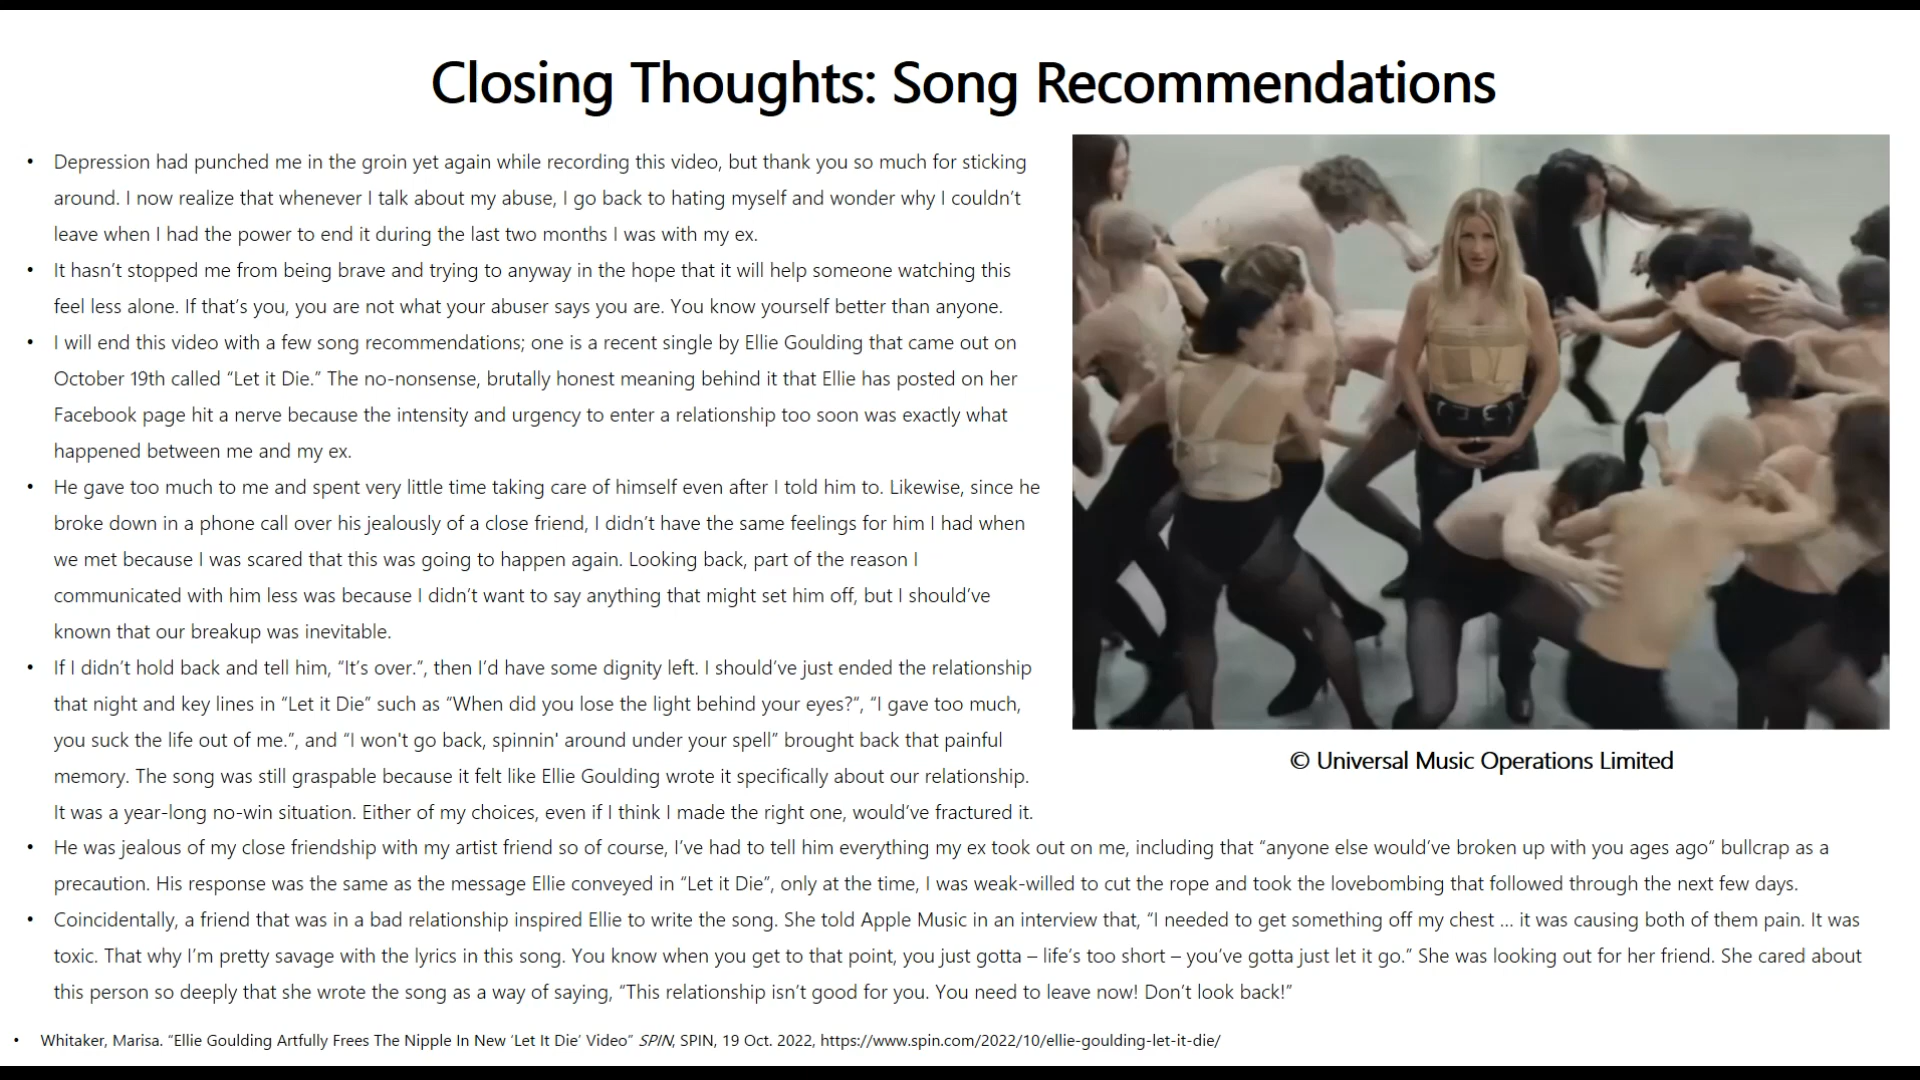 Closing Thoughts: Song Recommendations
• Depression had punched me in the groin yet again while recording this video, but thank you so much for sticking
around. I now realize that whenever I talk about my abuse, I go back to hating myself and wonder why I couldn’t
leave when I had the power to end it during the last two months I was with my ex.
• It hasn’t stopped me from being brave and trying to anyway in the hope that it will help someone watching this
feel less alone. If that’s you, you are not what your abuser says you are. You know yourself better than anyone.
• I will end this video with a few song recommendations; one is a recent single by Ellie Goulding that came out on
October 19th called “Let it Die.” The no-nonsense, brutally honest meaning behind it that Ellie has posted on her
Facebook page hit a nerve because the intensity and urgency to enter a relationship too soon was exactly what
happened between me and my ex.
• He gave too much to me and spent very little time taking care of himself even after I told him to. Likewise, since he
broke down in a phone call over his jealously of a close friend, I didn’t have the same feelings for him I had when
we met because I was scared that this was going to happen again. Looking back, part of the reason I
communicated with him less was because I didn’t want to say anything that might set him off, but I should’ve
known that our breakup was inevitable.
• If I didn’t hold back and tell him, “It’s over.”, then I’d have some dignity left. I should’ve just ended the relationship
that night and key lines in “Let it Die” such as “When did you lose the light behind your eyes?”, “I gave too much,
you suck the life out of me.”, and “I won't go back, spinnin' around under your spell” brought back that painful
memory. The song was still graspable because it felt like Ellie Goulding wrote it specifically about our relationship.
It was a year-long no-win situation. Either of my choices, even if I think I made the right one, would’ve fractured it.
• He was jealous of my close friendship with my artist friend so of course, I’ve had to tell him everything my ex took out on me, including that “anyone else would’ve broken up with you ages ago” bullcrap as a
precaution. His response was the same as the message Ellie conveyed in “Let it Die”, only at the time, I was weak-willed to cut the rope and took the lovebombing that followed through the next few days.
• Coincidentally, a friend that was in a bad relationship inspired Ellie to write the song. She told Apple Music in an interview that, “I needed to get something off my chest ... it was causing both of them pain. It was
toxic. That why I’m pretty savage with the lyrics in this song. You know when you get to that point, you just gotta – life’s too short – you’ve gotta just let it go.” She was looking out for her friend. She cared about
this person so deeply that she wrote the song as a way of saying, “This relationship isn’t good for you. You need to leave now! Don’t look back!”
• Whitaker, Marisa. “Ellie Goulding Artfully Frees The Nipple In New ‘Let It Die’ Video” SPIN, SPIN, 19 Oct. 2022, https://www.spin.com/2022/10/ellie-goulding-let-it-die/
© Universal Music Operations Limited